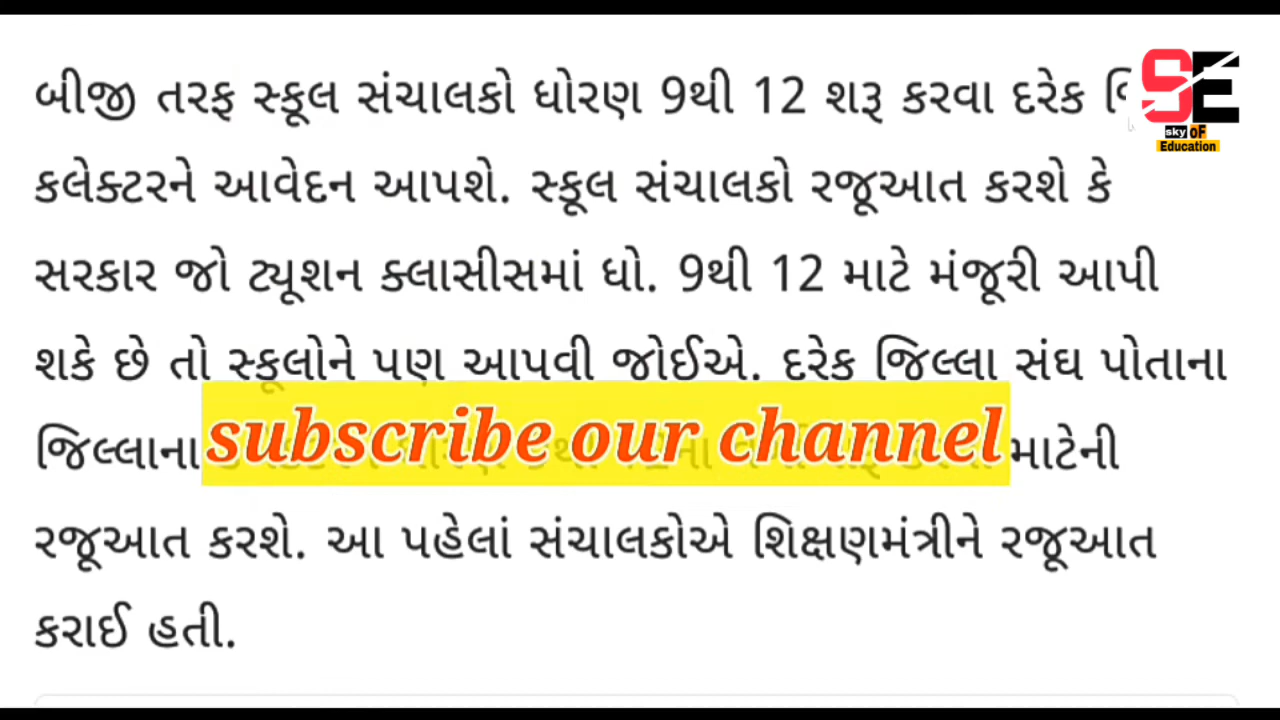 બીજી તરફ સ્કૂલ સંચાલકો ધોરણ 9થી 12 શરૂ કરવા દરેક
SE
sky oF
Education
કલેક્ટરને આવેદન આપશે. સ્કૂલ સંચાલકો રજૂઆત કરશે કે
સરકાર જો ટ્યૂશન ક્લાસીસમાં ધો. 9થી 12 માટે મંજૂરી આપી
શકે છે તો સ્કૂલોને પણ આપવી જોઈએ. દરેક જિલ્લા સંઘ પોતાના
જિલ્લાના
subscribe our channel
માટેની
રજૂઆત કરશે. આ પહેલાં સંચાલકોએ શિક્ષણમંત્રીને રજૂઆત
કરાઈ હતી.